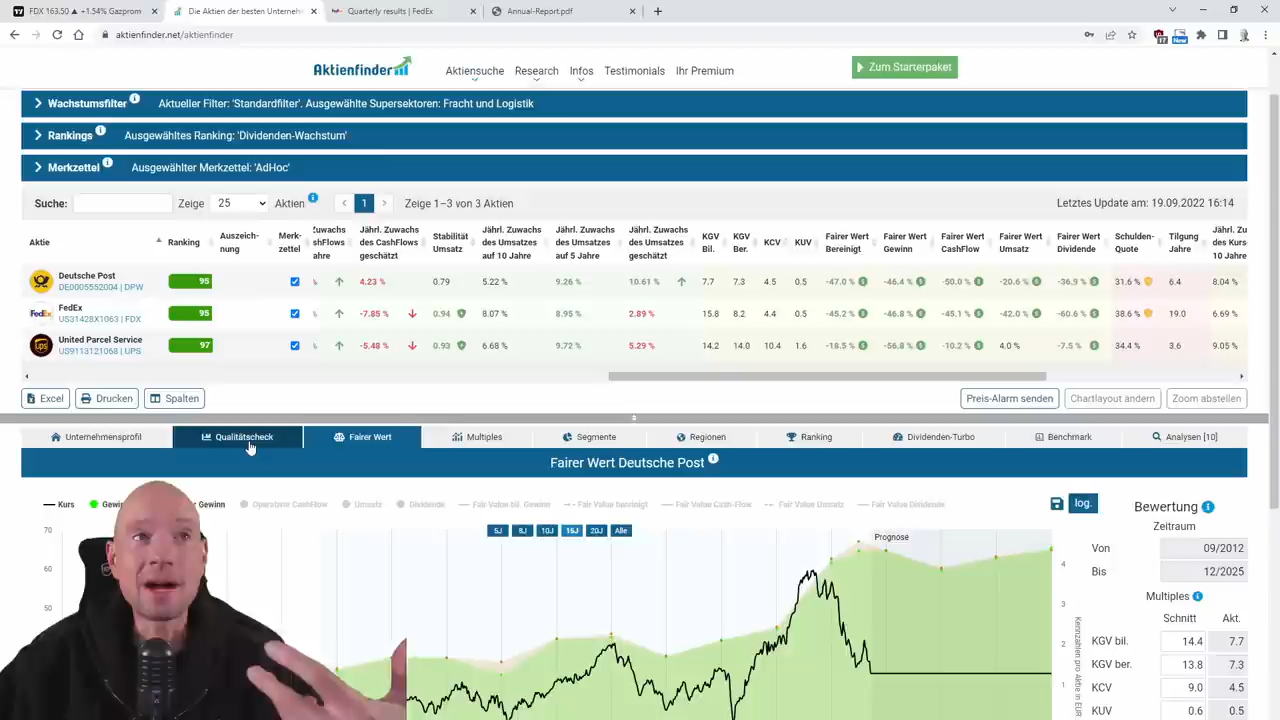 FDX 163.50 ▲ +1.54% Gazprom
Die Aktien der besten Unternehm
Quarterly results | FedEx
Annual-Report.pdf
aktienfinder.net/aktienfinder
Aktienfinder
Aktiensuche
Research
Infos
Testimonials
Ihr Premium
Zum Starterpaket
Wachstumsfilter Aktueller Filter: 'Standardfilter'. Ausgewählte Supersektoren: Fracht und Logistik
Rankings Ausgewähltes Ranking: 'Dividenden-Wachstum'
Merkzettel Ausgewählter Merkzettel: 'AdHoc'
Suche: Zeige 25 Aktien 1 Zeige 1–3 von 3 Aktien
Letztes Update am: 19.09.2022 16:14
Aktie
Ranking
Auszeich-
nung
Merk-
zettel
Jährl. Zuwachs
des CashFlows
geschätzt
Stabilität
Umsatz
Jährl. Zuwachs
des Umsatzes
auf 10 Jahre
Jährl. Zuwachs
des Umsatzes
auf 5 Jahre
Jährl. Zuwachs
des Umsatzes
geschätzt
KGV
Bil.
KGV
Ber.
KCV
KUV
Fairer Wert
Bereinigt
Fairer Wert
Gewinn
Fairer Wert
CashFlow
Fairer Wert
Umsatz
Fairer Wert
Dividende
Schulden-
Quote
Tilgung
Jahre
Jährl. Zu
des Kurs
10 Jahre
Deutsche Post
DE0005552004 | DPW
95 4.23 % 0.79 5.22 % 9.26 % 10.61 % 7.7 7.3 4.5 0.5 -47.0 % -46.4 % -50.0 % -20.6 % -36.9 % 31.6 % 6.4 8.04 %
FedEx
US31428X1063 | FDX
95 -7.85 % 0.94 8.07 % 8.95 % 2.89 % 15.8 8.2 4.4 0.5 -45.2 % -46.8 % -45.1 % -42.0 % -60.6 % 38.6 % 19.0 6.69 %
United Parcel Service
US9113121068 | UPS
97 -5.48 % 0.93 6.68 % 9.72 % 5.29 % 14.2 14.0 10.4 1.6 -18.5 % -56.8 % -10.2 % 4.0 % -7.5 % 34.4 % 3.6 9.05 %
Excel
Drucken
Spalten
Preis-Alarm senden
Chartlayout ändern
Zoom abstellen
Unternehmensprofil
Qualitätscheck
Fairer Wert
Multiples
Segmente
Regionen
Ranking
Dividenden-Turbo
Benchmark
Analysen [10]
Fairer Wert Deutsche Post
Kurs
Gewinn
Operativer CashFlow
Umsatz
Dividende
Fair Value bil. Gewinn
Fair Value bereinigt
Fair Value Cash-Flow
Fair Value Umsatz
Fair Value Dividende
log.
5J 8J 10J 15J 20J Alle
Prognose
70
60
50
4
3
2
1
Kennzahlen pro Aktie in EUR
Bewertung
Zeitraum
Von 09/2012
Bis 12/2025
Multiples
Schnitt Akt.
KGV bil. 14.4 7.7
KGV ber. 13.8 7.3
KCV 9.0 4.5
KUV 0.6 0.5